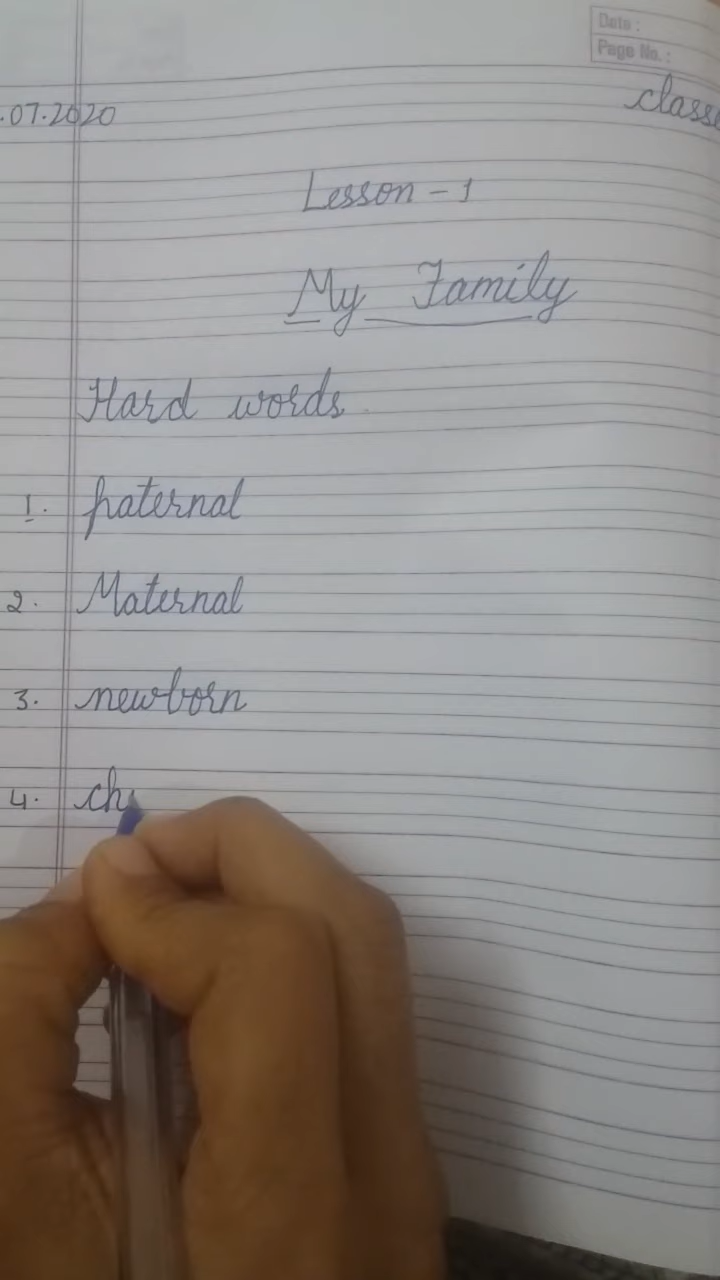 Date :
Page No. :
.07.2020
Lesson - 1
My Family
Hard words
1. paternal
2. Maternal
3. newborn
4. ch